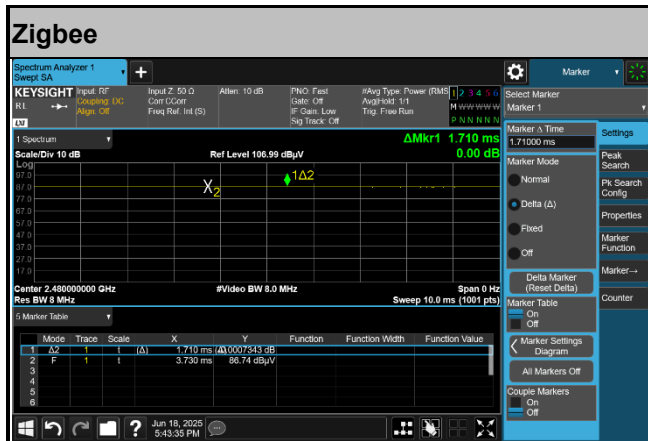 Zigbee
Spectrum Analyzer 1
Swept SA
+
Marker
KEYSIGHT
RL
LXI
Input: RF
Coupling: DC
Align: Off
Input Z: 50 Ω
Corr CCorr
Freq Ref: Int (S)
Atten: 10 dB
PNO: Fast
Gate: Off
IF Gain: Low
Sig Track: Off
#Avg Type: Power (RMS
Avg|Hold: 1/1
Trig: Free Run
1 2 3 4 5 6
M W W W W W
P N N N N N
Select Marker
Marker 1
1 Spectrum
Scale/Div 10 dB
Ref Level 106.99 dBµV
ΔMkr1 1.710 ms
0.00 dB
Log
97.0
87.0
77.0
67.0
57.0
47.0
37.0
27.0
17.0
X2
1Δ2
Center 2.480000000 GHz
Res BW 8 MHz
#Video BW 8.0 MHz
Span 0 Hz
Sweep 10.0 ms (1001 pts)
5 Marker Table
Mode Trace Scale X Y Function Function Width Function Value
1 Δ2 1 t (Δ) 1.710 ms (Δ) 0.0007343 dB
2 F 1 t 3.730 ms 86.74 dBµV
3
4
5
6
Marker Δ Time
1.71000 ms
Marker Mode
Normal
Delta (Δ)
Fixed
Off
Delta Marker
(Reset Delta)
Marker Table
On
Off
Marker Settings
Diagram
All Markers Off
Couple Markers
On
Off
Settings
Peak
Search
Pk Search
Config
Properties
Marker
Function
Marker→
Counter
?
Jun 18, 2025
5:43:35 PM